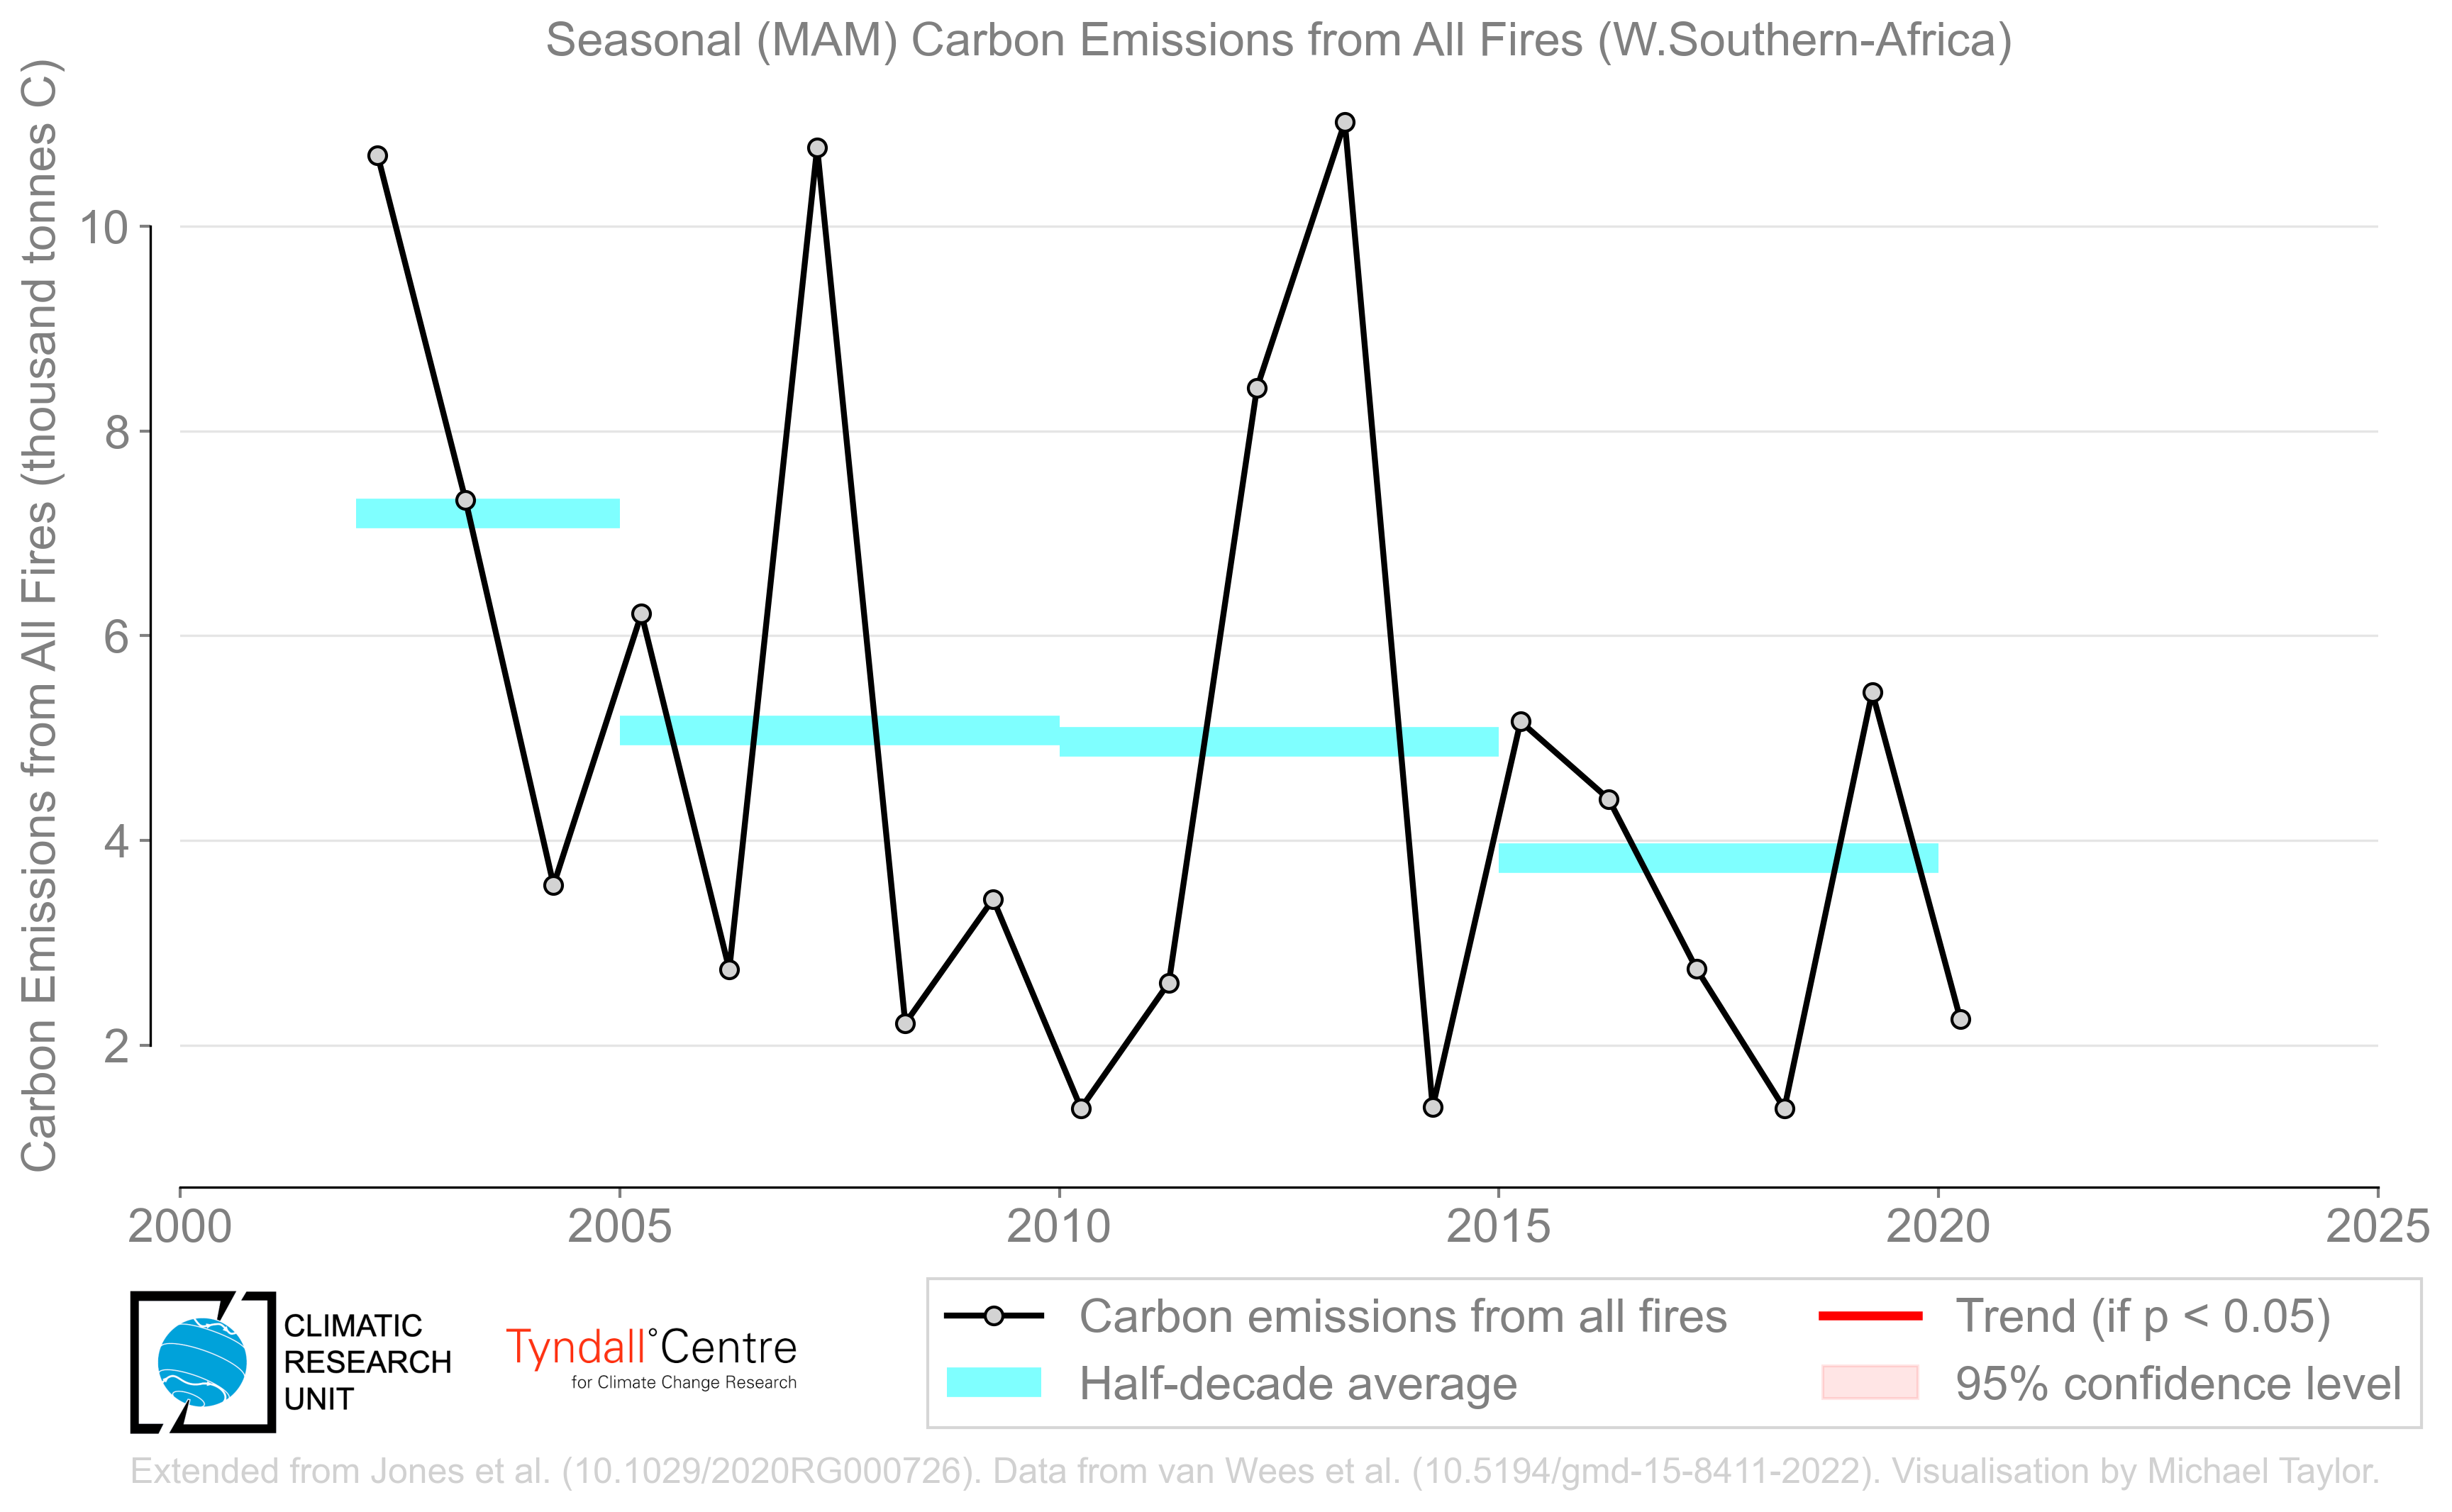 Seasonal (MAM) Carbon Emissions from All Fires (W.Southern-Africa)
Carbon Emissions from All Fires (thousand tonnes C)
10
8
6
4
2
2000
2005
2010
2015
2020
2025
CLIMATIC
RESEARCH
UNIT
Tyndall°Centre
for Climate Change Research
Carbon emissions from all fires
Half-decade average
Trend (if p < 0.05)
95% confidence level
Extended from Jones et al. (10.1029/2020RG000726). Data from van Wees et al. (10.5194/gmd-15-8411-2022). Visualisation by Michael Taylor.